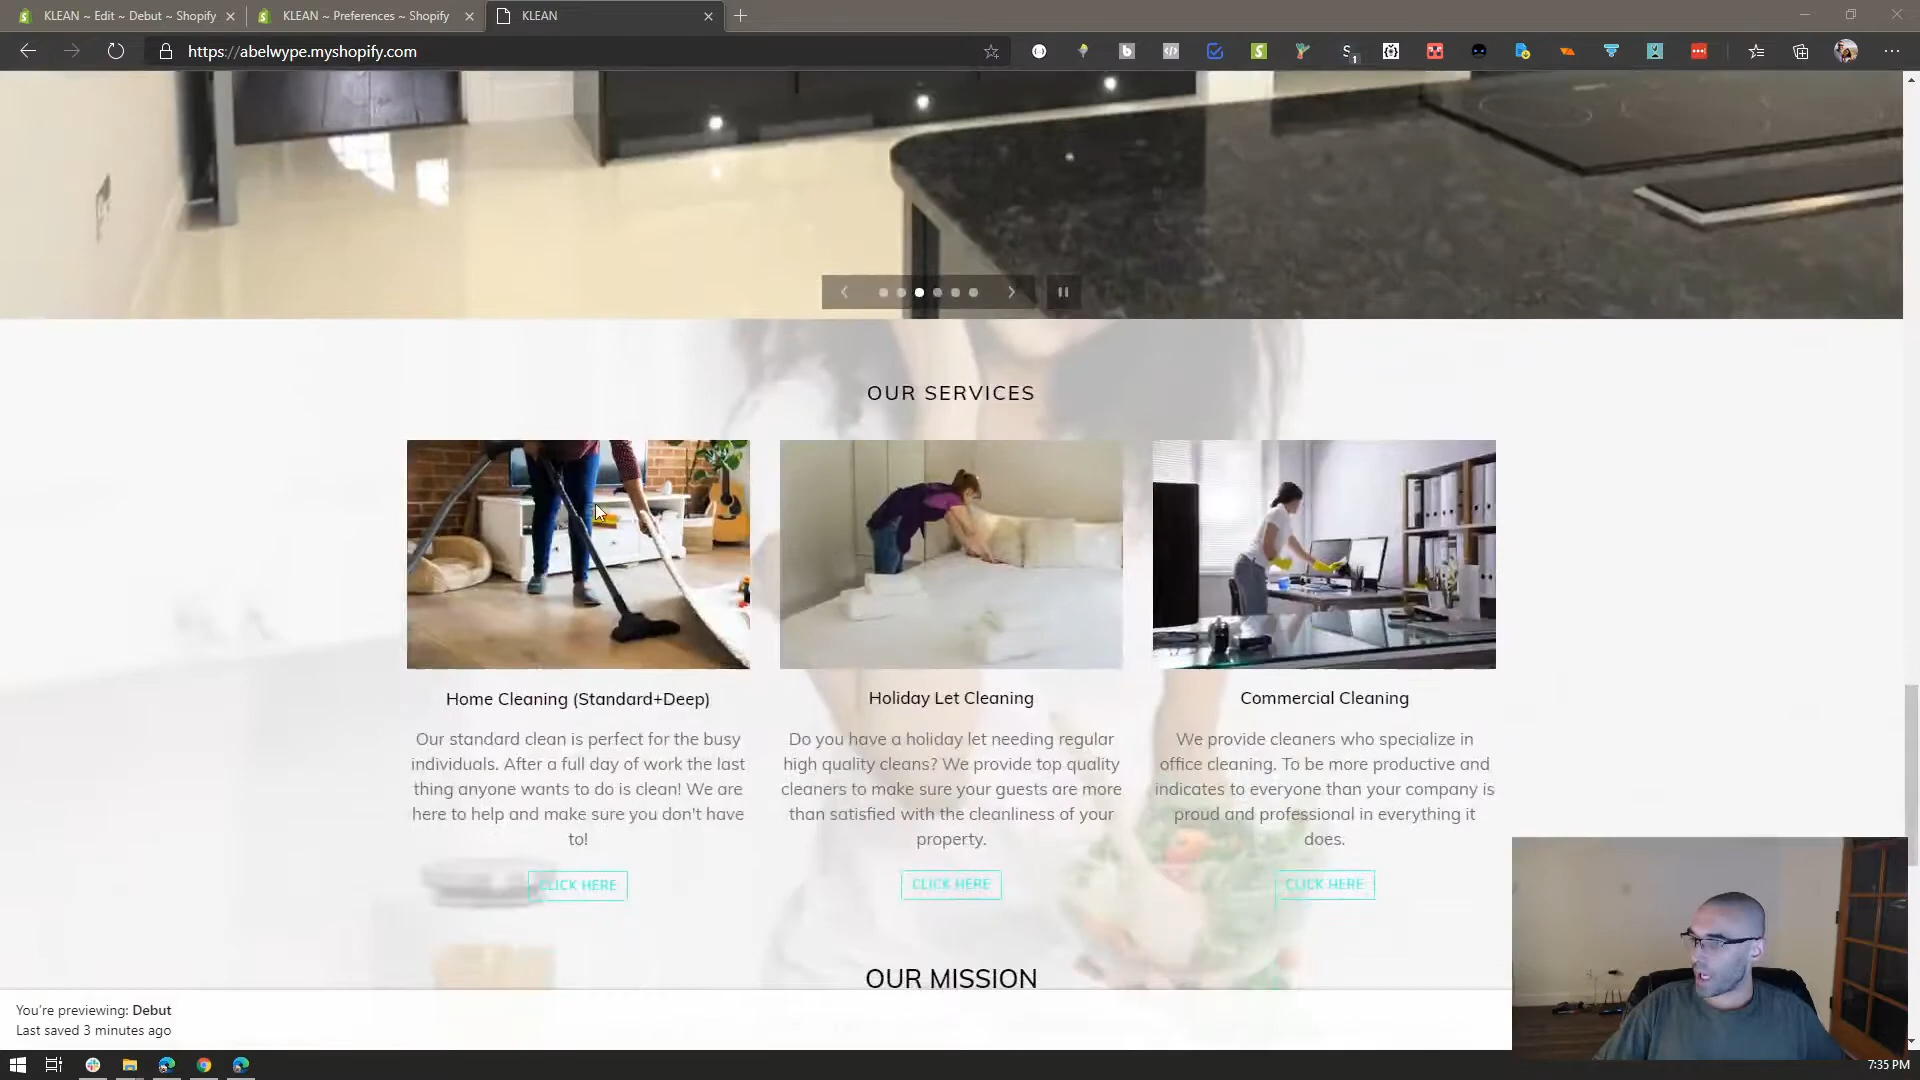 KLEAN ~ Edit ~ Debut ~ Shopify
KLEAN ~ Preferences ~ Shopify
KLEAN
https://abelwype.myshopify.com
OUR SERVICES
Home Cleaning (Standard+Deep)
Our standard clean is perfect for the busy
individuals. After a full day of work the last
thing anyone wants to do is clean! We are
here to help and make sure you don't have
to!
CLICK HERE
Holiday Let Cleaning
Do you have a holiday let needing regular
high quality cleans? We provide top quality
cleaners to make sure your guests are more
than satisfied with the cleanliness of your
property.
CLICK HERE
Commercial Cleaning
We provide cleaners who specialize in
office cleaning. To be more productive and
indicates to everyone than your company is
proud and professional in everything it
does.
CLICK HERE
OUR MISSION
You're previewing: Debut
Last saved 3 minutes ago
7:35 PM